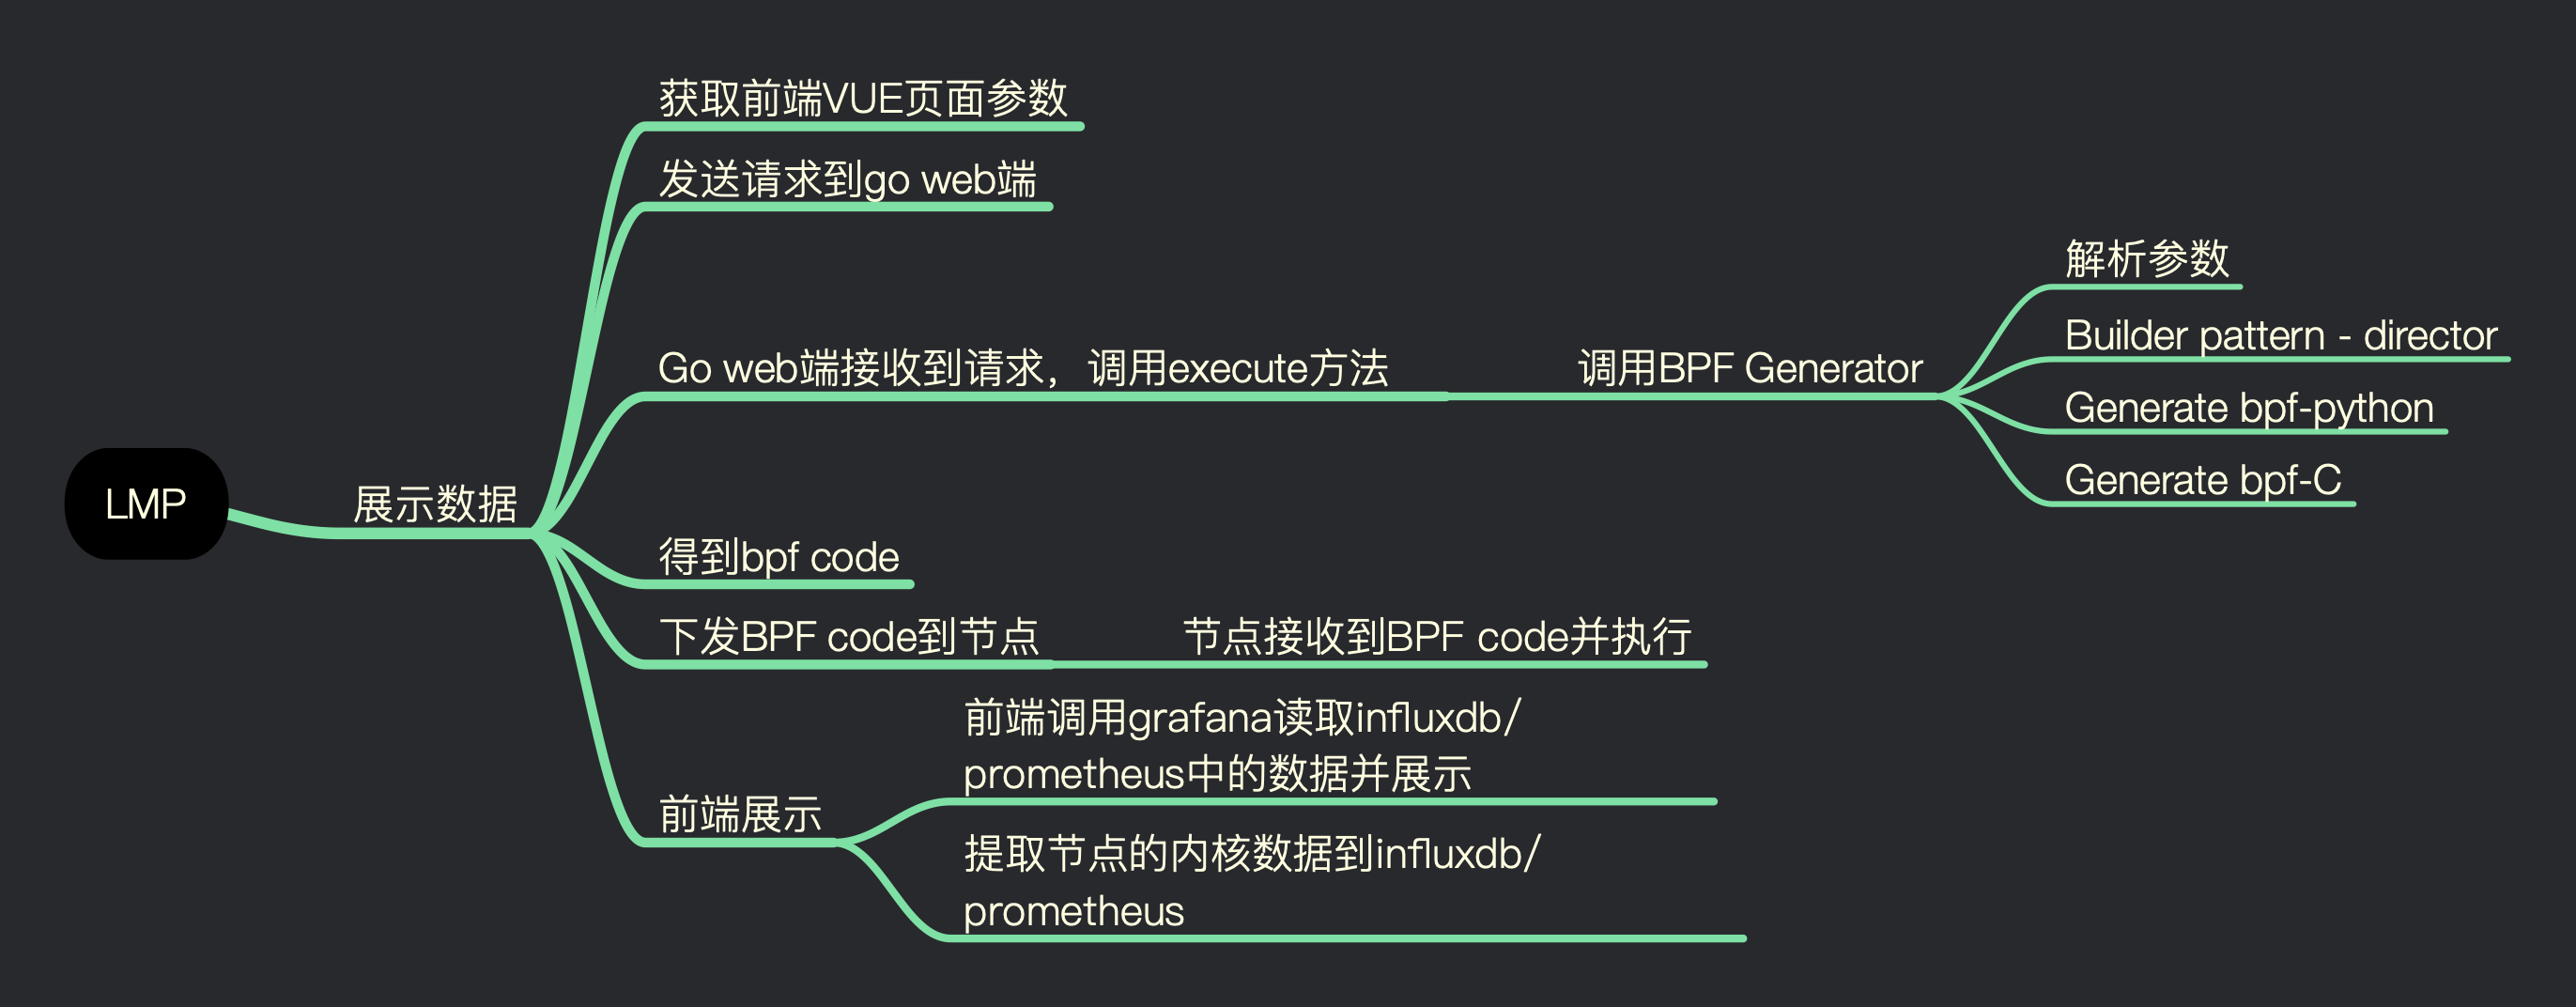 获取前端VUE页面参数
发送请求到go web端
解析参数
Builder pattern - director
Go web端接收到请求，调用execute方法
调用BPF Generator
Generate bpf-python
Generate bpf-C
LMP
展示数据
得到bpf code
下发BPF code到节点
节点接收到BPF code并执行
前端调用grafana读取influxdb/
prometheus中的数据并展示
前端展示
提取节点的内核数据到influxdb/
prometheus